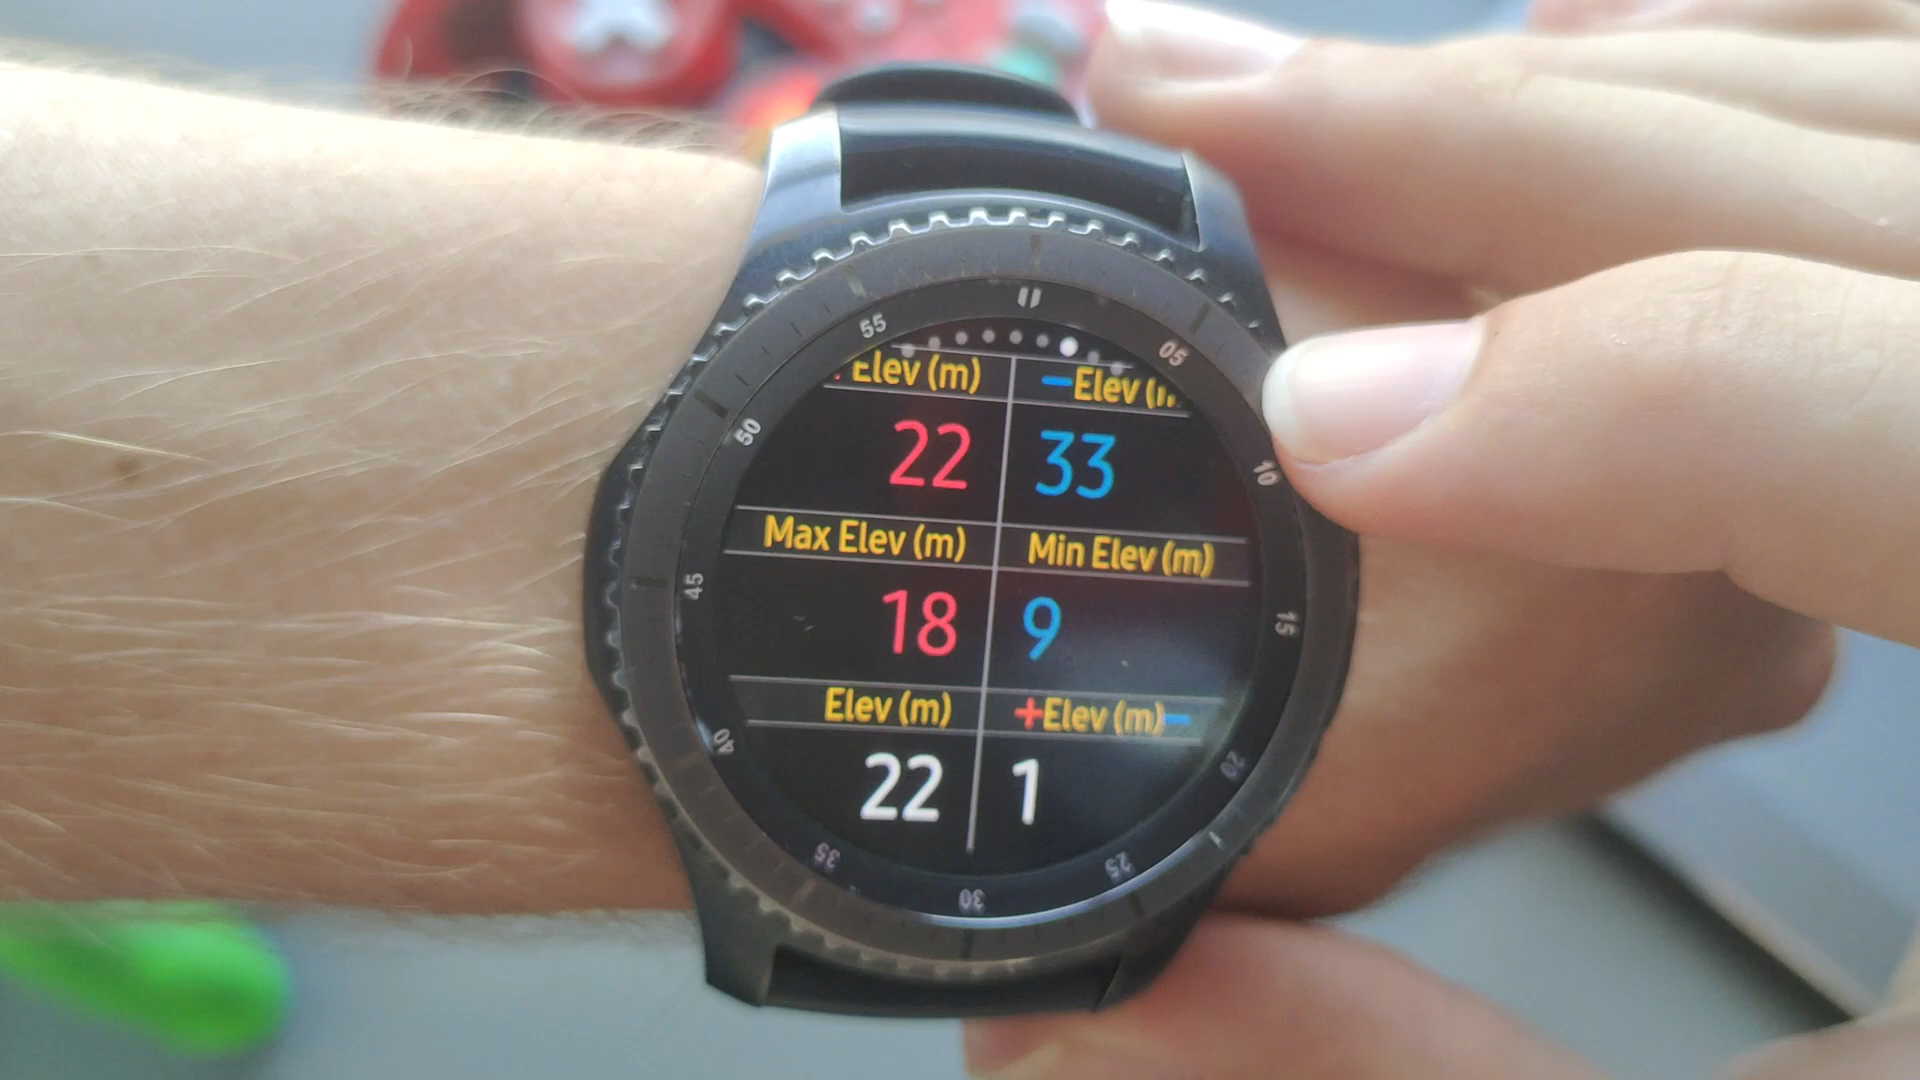 55 05
Elev (m) –Elev (
50 22 33 10
Max Elev (m) Min Elev (m)
45 18 9 15
Elev (m) +Elev (m)–
40 22 1 20
35 25
30